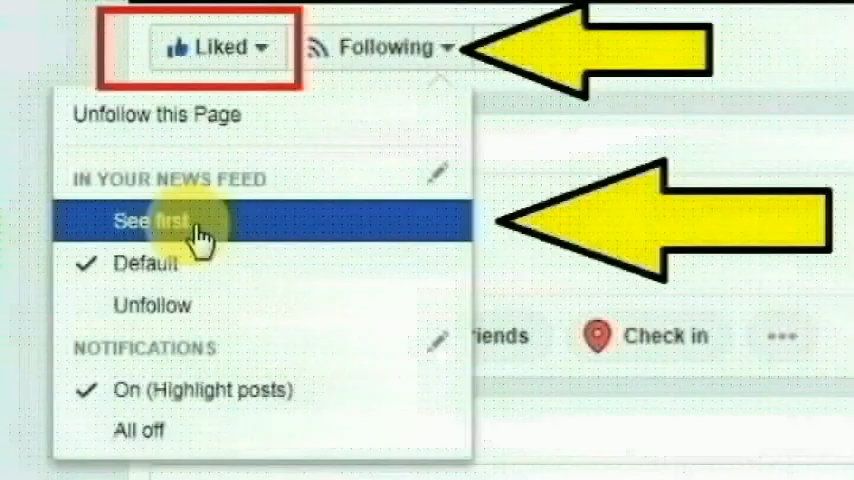 Liked Following
Unfollow this Page
IN YOUR NEWS FEED
See first
Default
Unfollow
riends Check in
NOTIFICATIONS
On (Highlight posts)
All off